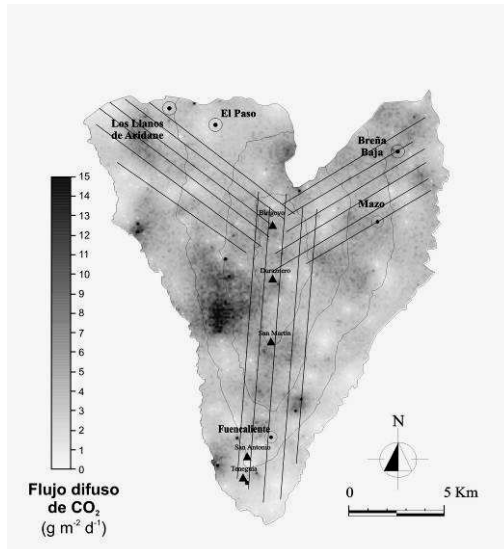 El Paso
Los Llanos
de Aridane
Breña
Baja
Mazo
Birigoyo
Duraznero
San Martín
Fuencaliente
San Antonio
Teneguía
15
14
13
12
11
10
9
8
7
6
5
4
3
2
1
0
Flujo difuso
de CO₂
(g m⁻² d⁻¹)
N
0 5 Km